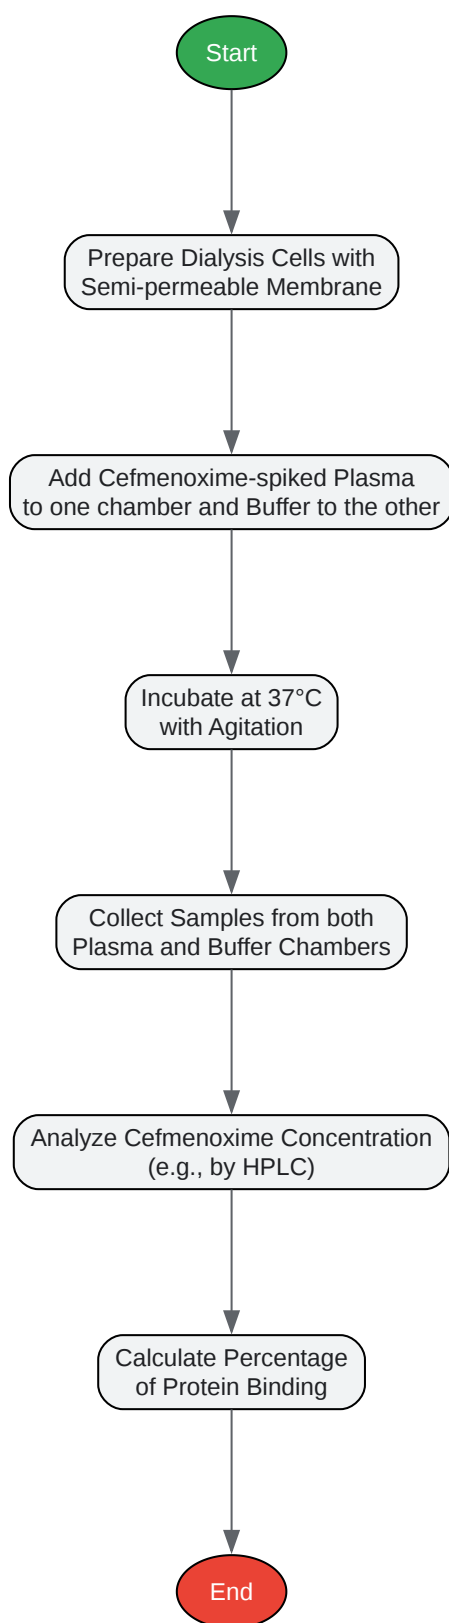 Start
Prepare Dialysis Cells with
Semi-permeable Membrane
Add Cefmenoxime-spiked Plasma
to one chamber and Buffer to the other
Incubate at 37°C
with Agitation
Collect Samples from both
Plasma and Buffer Chambers
Analyze Cefmenoxime Concentration
(e.g., by HPLC)
Calculate Percentage
of Protein Binding
End